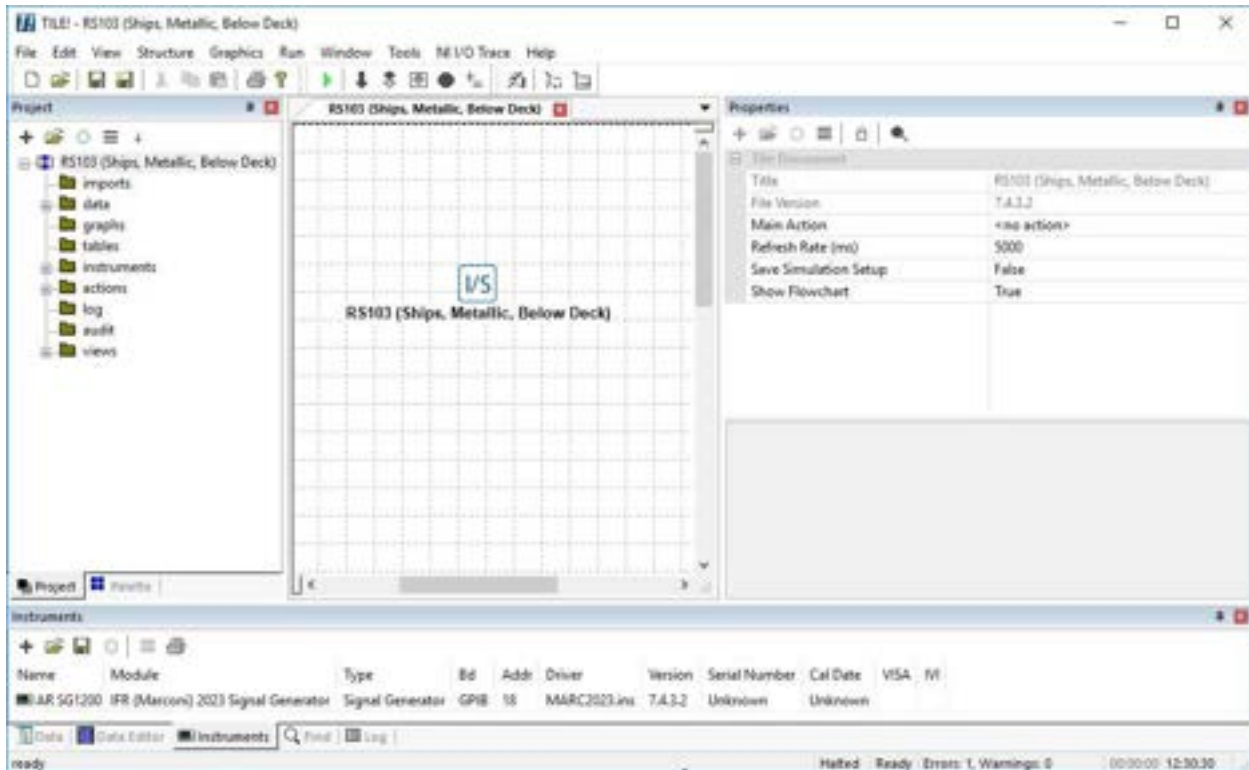 TILE! - RS103 (Ships, Metallic, Below Deck)
File Edit View Structure Graphics Run Window Tools NI I/O Trace Help
Project
RS103 (Ships, Metallic, Below Deck)
imports
data
graphs
tables
instruments
actions
log
audit
views
Project Palette
RS103 (Ships, Metallic, Below Deck)
I/S
RS103 (Ships, Metallic, Below Deck)
Properties
Tile Document
Title RS103 (Ships, Metallic, Below Deck)
File Version 7.4.3.2
Main Action <no action>
Refresh Rate (ms) 5000
Save Simulation Setup False
Show Flowchart True
Instruments
Name Module Type Bd Addr Driver Version Serial Number Cal Date VISA IVI
AR SG1200 IFR (Marconi) 2023 Signal Generator Signal Generator GPIB 18 MARC2023.ins 7.4.3.2 Unknown Unknown
Data Data Editor Instruments Find Log
ready Halted Ready Errors: 1, Warnings: 0 00:00:00 12:30:30